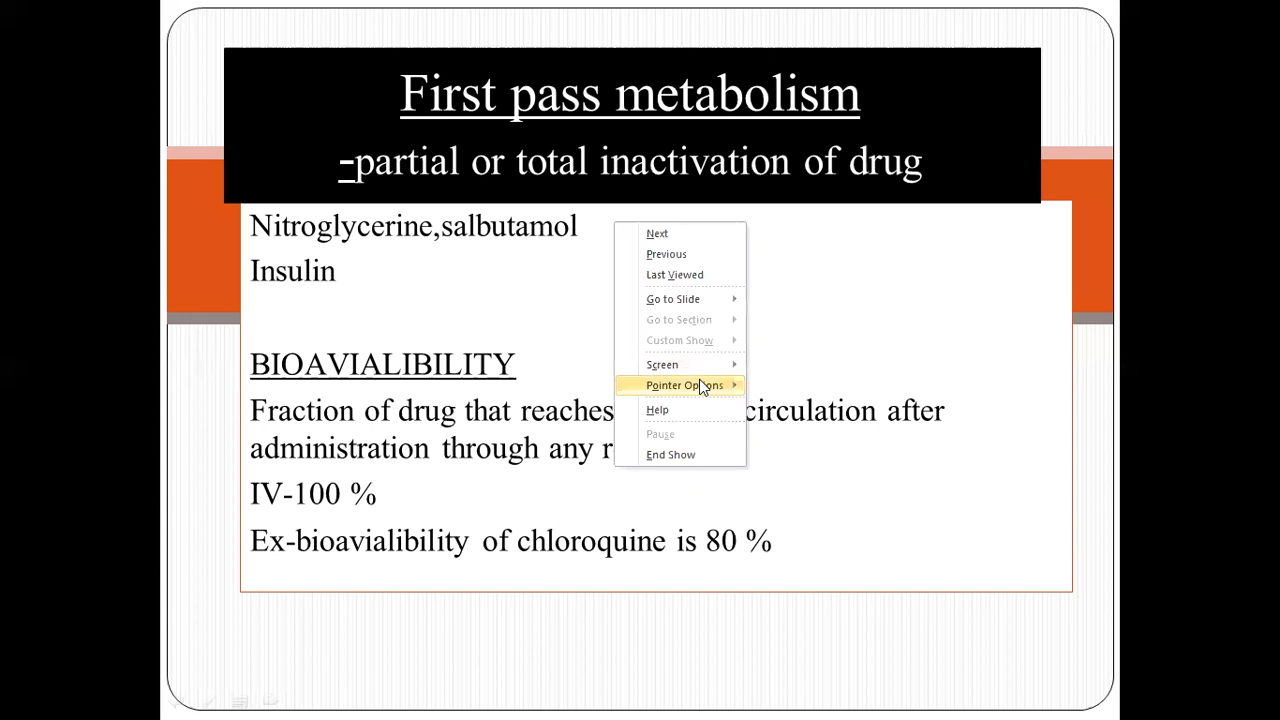 First pass metabolism
-partial or total inactivation of drug
Nitroglycerine,salbutamol
Insulin
BIOAVIALIBILITY
Fraction of drug that reaches circulation after
administration through any r
IV-100 %
Ex-bioavialibility of chloroquine is 80 %
Next
Previous
Last Viewed
Go to Slide
Go to Section
Custom Show
Screen
Pointer Options
Help
Pause
End Show